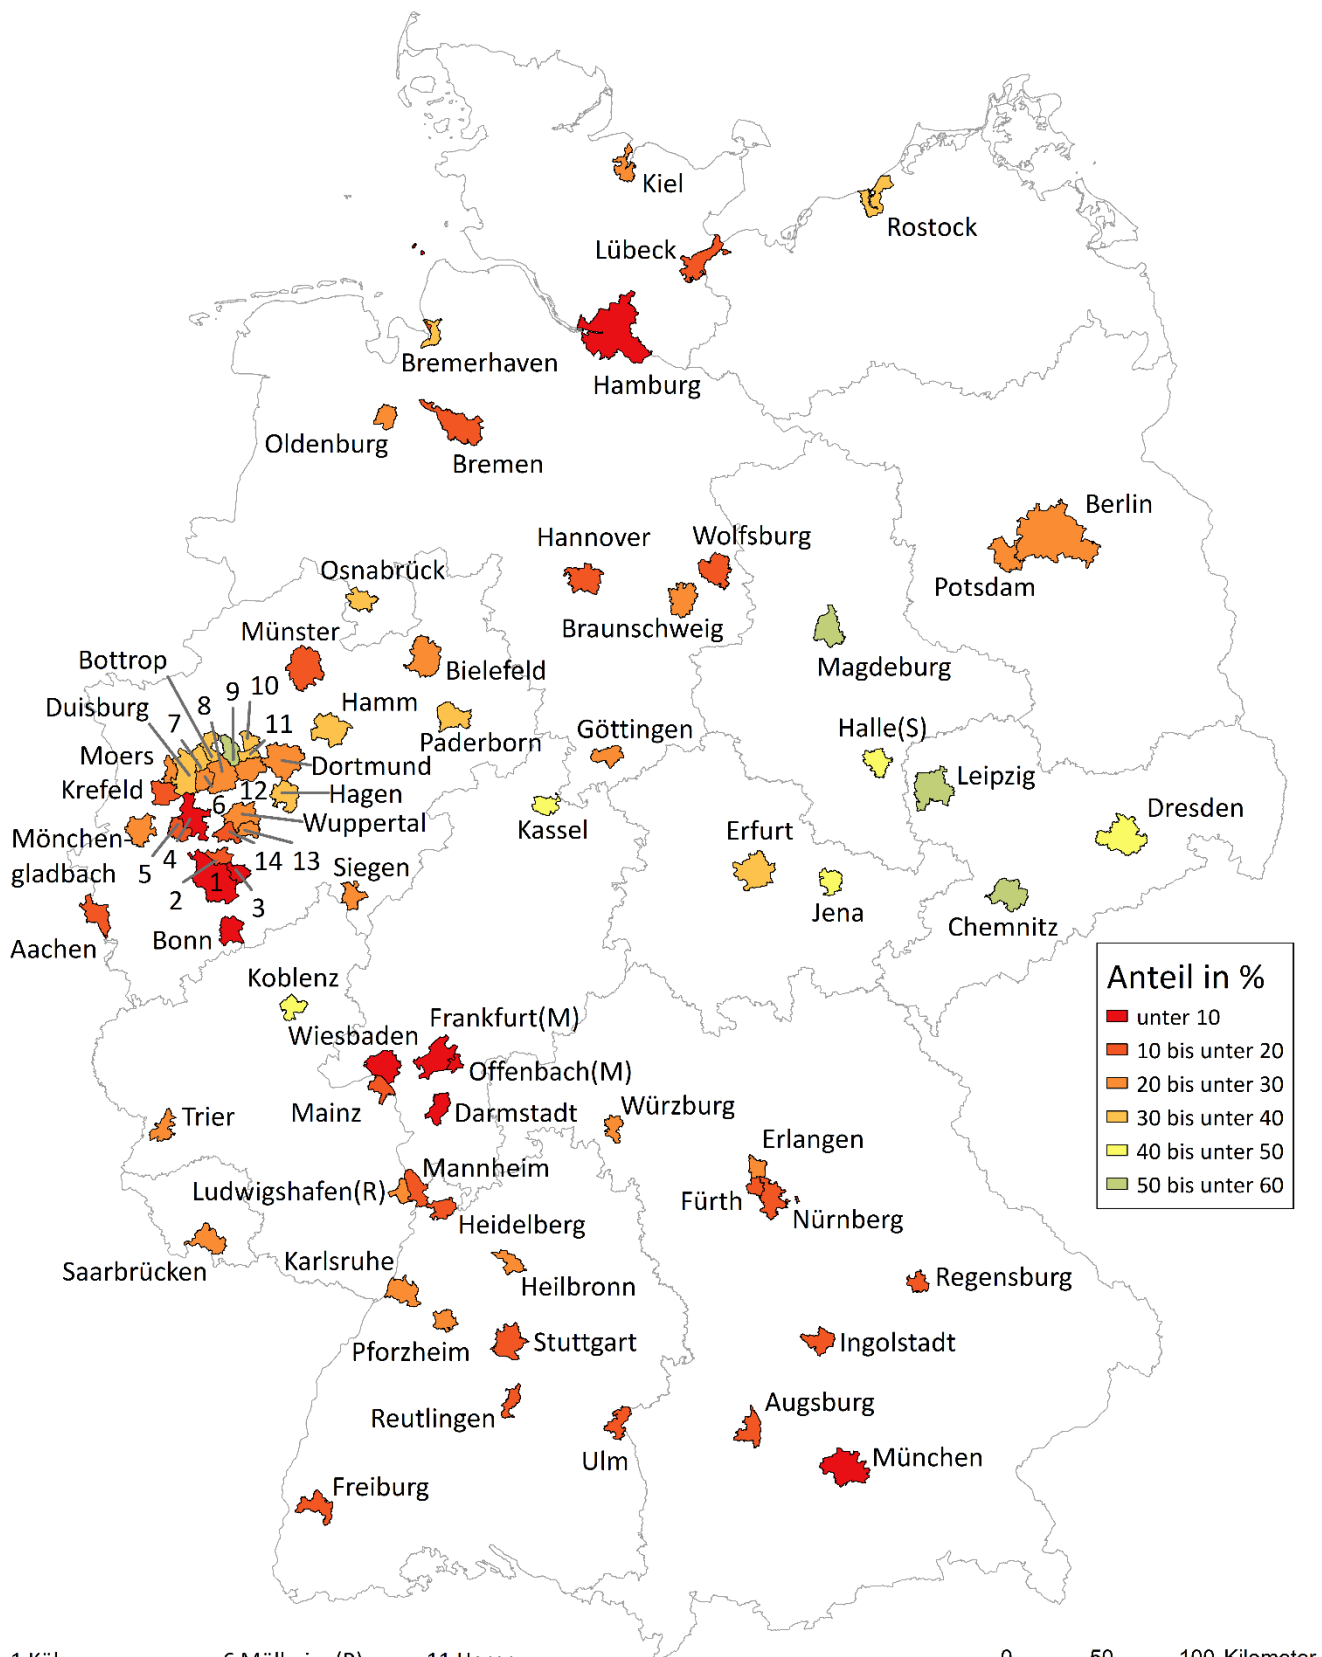 Kiel
Rostock
Lübeck
Bremerhaven
Hamburg
Oldenburg
Bremen
Berlin
Hannover
Wolfsburg
Osnabrück
Potsdam
Braunschweig
Münster
Bottrop
Bielefeld
Magdeburg
Duisburg
7
8
9
10
11
Hamm
Paderborn
Göttingen
Halle(S)
Moers
Dortmund
Leipzig
Krefeld
6
12
Hagen
Kassel
Erfurt
Dresden
Wuppertal
Mönchen-
gladbach
5
4
14
13
Siegen
2
1
3
Jena
Chemnitz
Aachen
Bonn
Koblenz
Wiesbaden
Frankfurt(M)
Offenbach(M)
Mainz
Darmstadt
Trier
Würzburg
Erlangen
Mannheim
Ludwigshafen(R)
Fürth
Nürnberg
Heidelberg
Saarbrücken
Karlsruhe
Heilbronn
Regensburg
Pforzheim
Stuttgart
Ingolstadt
Reutlingen
Augsburg
Ulm
München
Freiburg
Anteil in %
unter 10
10 bis unter 20
20 bis unter 30
30 bis unter 40
40 bis unter 50
50 bis unter 60
0 50 100 Kilometer